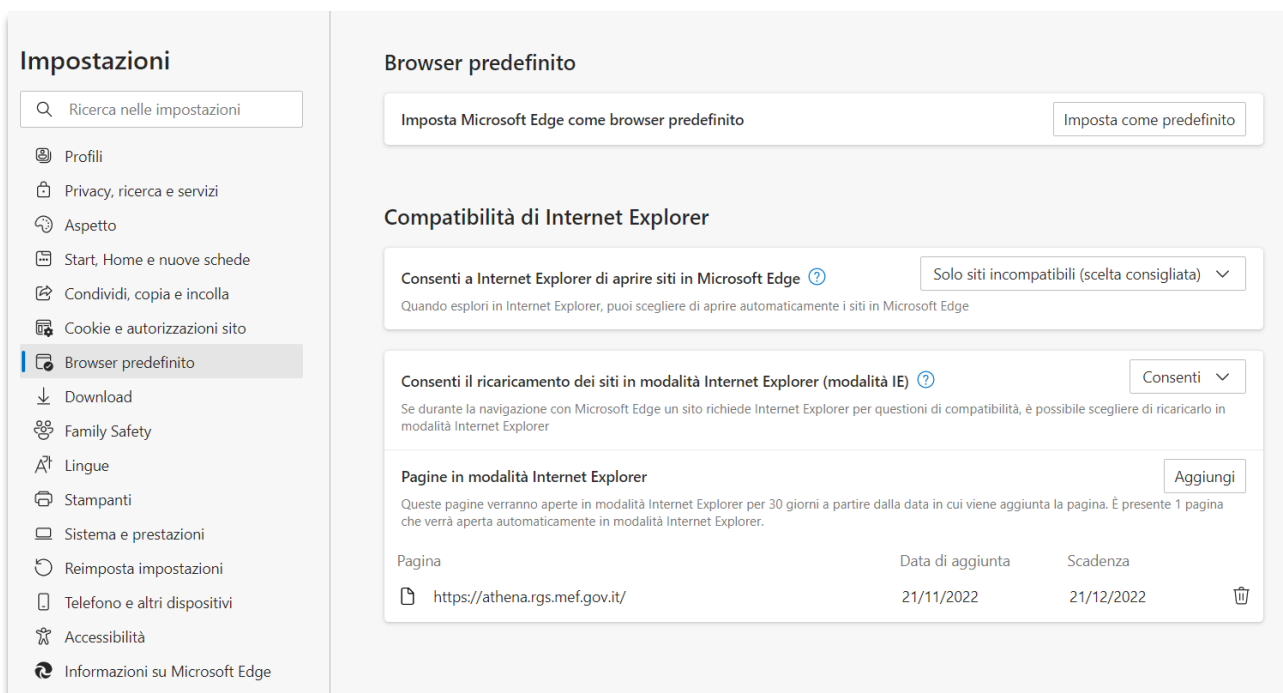 Impostazioni
Ricerca nelle impostazioni
Profili
Privacy, ricerca e servizi
Aspetto
Start, Home e nuove schede
Condividi, copia e incolla
Cookie e autorizzazioni sito
Browser predefinito
Download
Family Safety
Lingue
Stampanti
Sistema e prestazioni
Reimposta impostazioni
Telefono e altri dispositivi
Accessibilità
Informazioni su Microsoft Edge
Browser predefinito
Imposta Microsoft Edge come browser predefinito
Imposta come predefinito
Compatibilità di Internet Explorer
Consenti a Internet Explorer di aprire siti in Microsoft Edge
Solo siti incompatibili (scelta consigliata)
Quando esplori in Internet Explorer, puoi scegliere di aprire automaticamente i siti in Microsoft Edge
Consenti il ricaricamento dei siti in modalità Internet Explorer (modalità IE)
Consenti
Se durante la navigazione con Microsoft Edge un sito richiede Internet Explorer per questioni di compatibilità, è possibile scegliere di ricaricarlo in
modalità Internet Explorer
Pagine in modalità Internet Explorer
Aggiungi
Queste pagine verranno aperte in modalità Internet Explorer per 30 giorni a partire dalla data in cui viene aggiunta la pagina. È presente 1 pagina
che verrà aperta automaticamente in modalità Internet Explorer.
Pagina Data di aggiunta Scadenza
https://athena.rgs.mef.gov.it/ 21/11/2022 21/12/2022